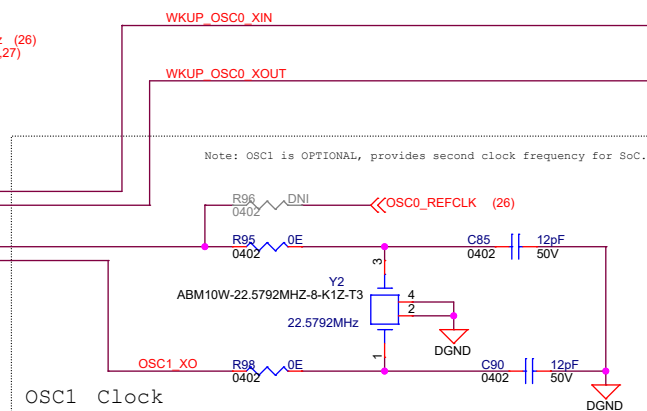 WKUP_OSC0_XIN
z (26)
,27)
WKUP_OSC0_XOUT
Note: OSC1 is OPTIONAL, provides second clock frequency for SoC.
R96 DNI
0402
OSC0_REFCLK (26)
R95 0E
0402
C85 12pF
0402 50V
3
Y2
ABM10W-22.5792MHZ-8-K1Z-T3
4
2
22.5792MHz
DGND
1
OSC1_XO
R98 0E
0402
C90 12pF
0402 50V
OSC1 Clock
DGND